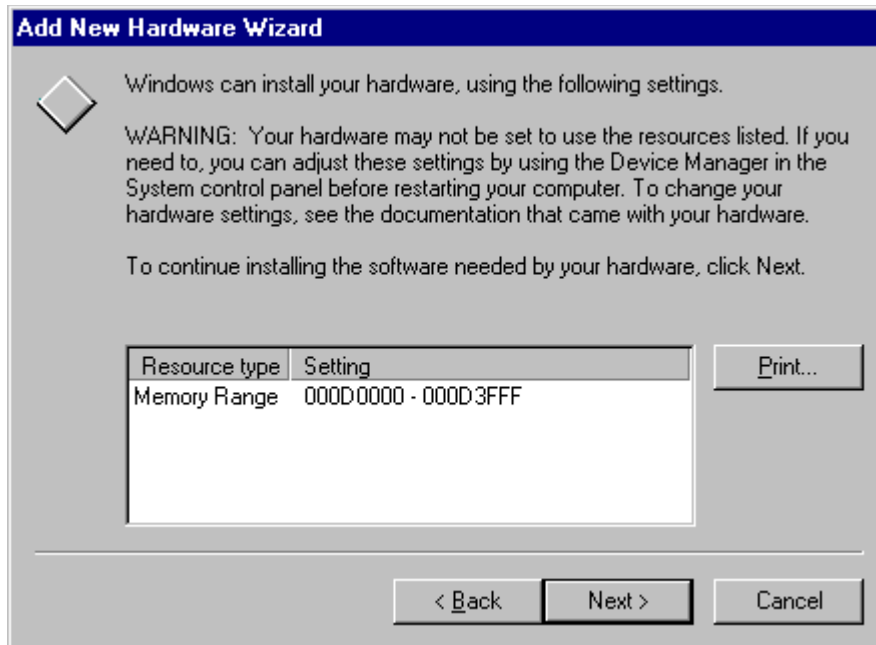 Add New Hardware Wizard
Windows can install your hardware, using the following settings.
WARNING:  Your hardware may not be set to use the resources listed. If you
need to, you can adjust these settings by using the Device Manager in the
System control panel before restarting your computer. To change your
hardware settings, see the documentation that came with your hardware.
To continue installing the software needed by your hardware, click Next.
Resource type Setting
Memory Range 000D0000 - 000D3FFF
Print...
< Back Next > Cancel